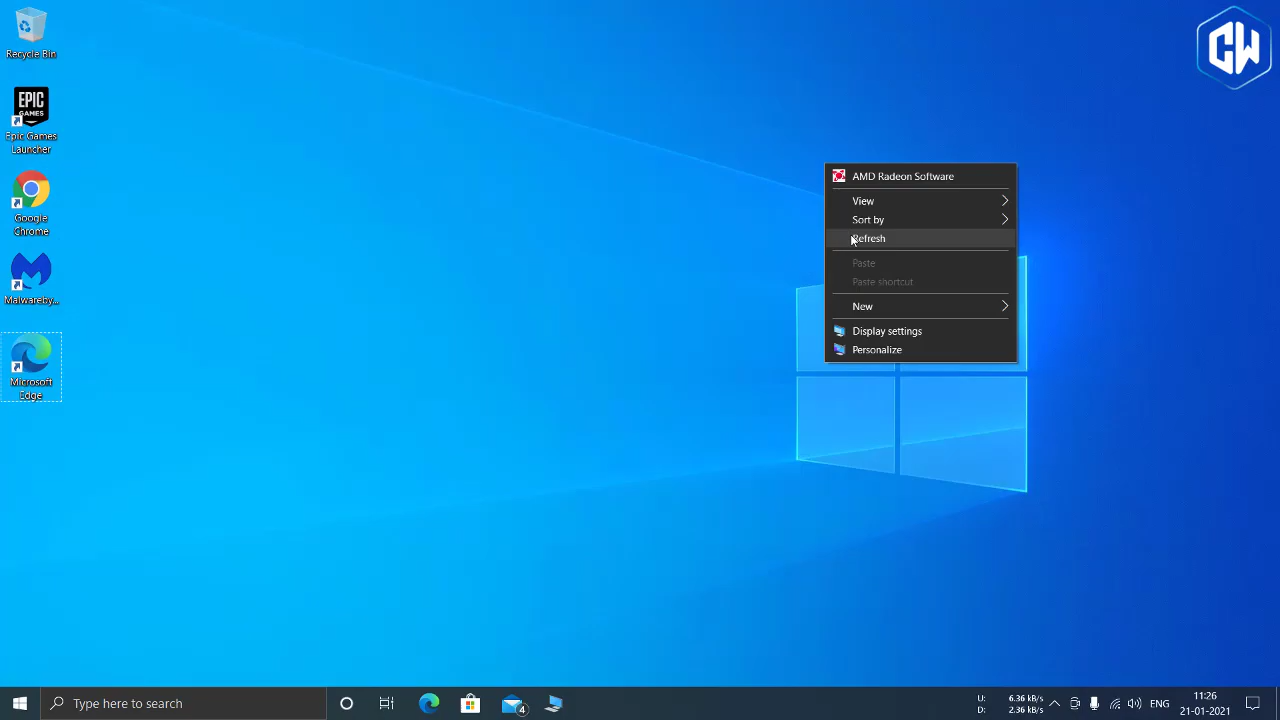 Recycle Bin
EPIC
GAMES
Epic Games
Launcher
Google
Chrome
Malwareby...
Microsoft
Edge
CW
AMD Radeon Software
View
Sort by
Refresh
Paste
Paste shortcut
New
Display settings
Personalize
Type here to search
4
U: 6.36 kB/s
D: 2.36 kB/s
ENG
11:26
21-01-2021